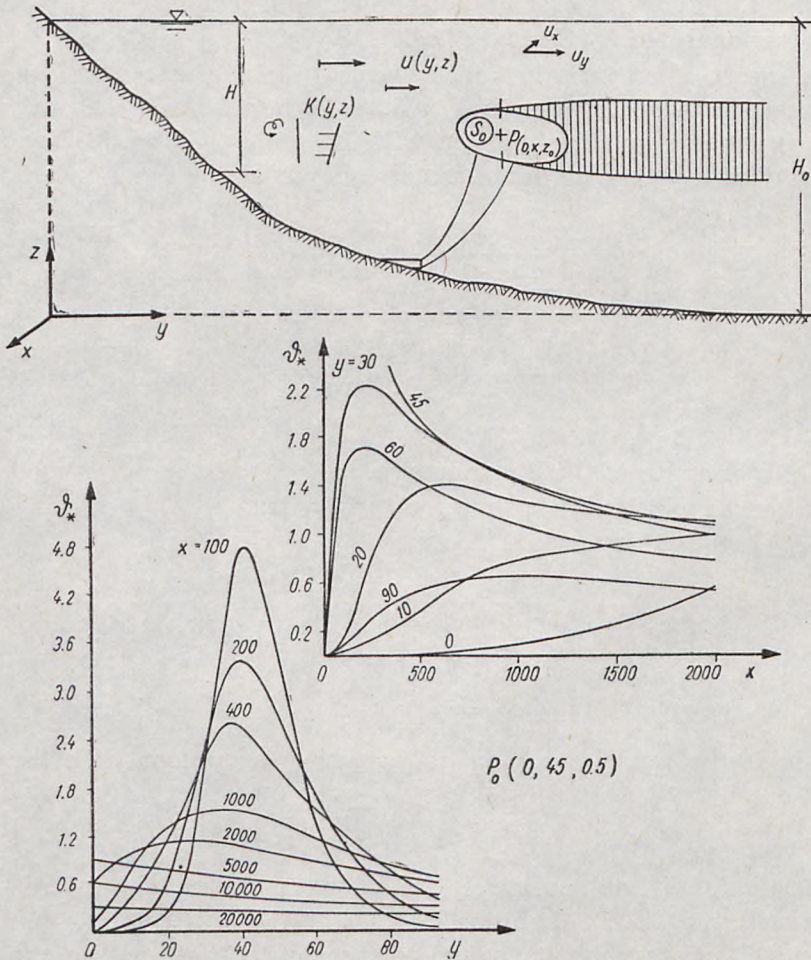 u_x
u_y
U(y,z)
H
K(y,z)
S_0 + P_(0,x,z_0)
H_0
z
y
x
ϑ_*
y=30
45
2.2
60
1.8
1.4
20
1.0
90
0.6
10
0.2
0
0 500 1000 1500 2000 x
ϑ_*
x=100
4.8
4.2
200
3.6
3.0
400
2.4
P_0 (0, 45, 0.5)
1.8
1000
1.2
2000
5000
0.6
10000
20000
0 20 40 60 80 y